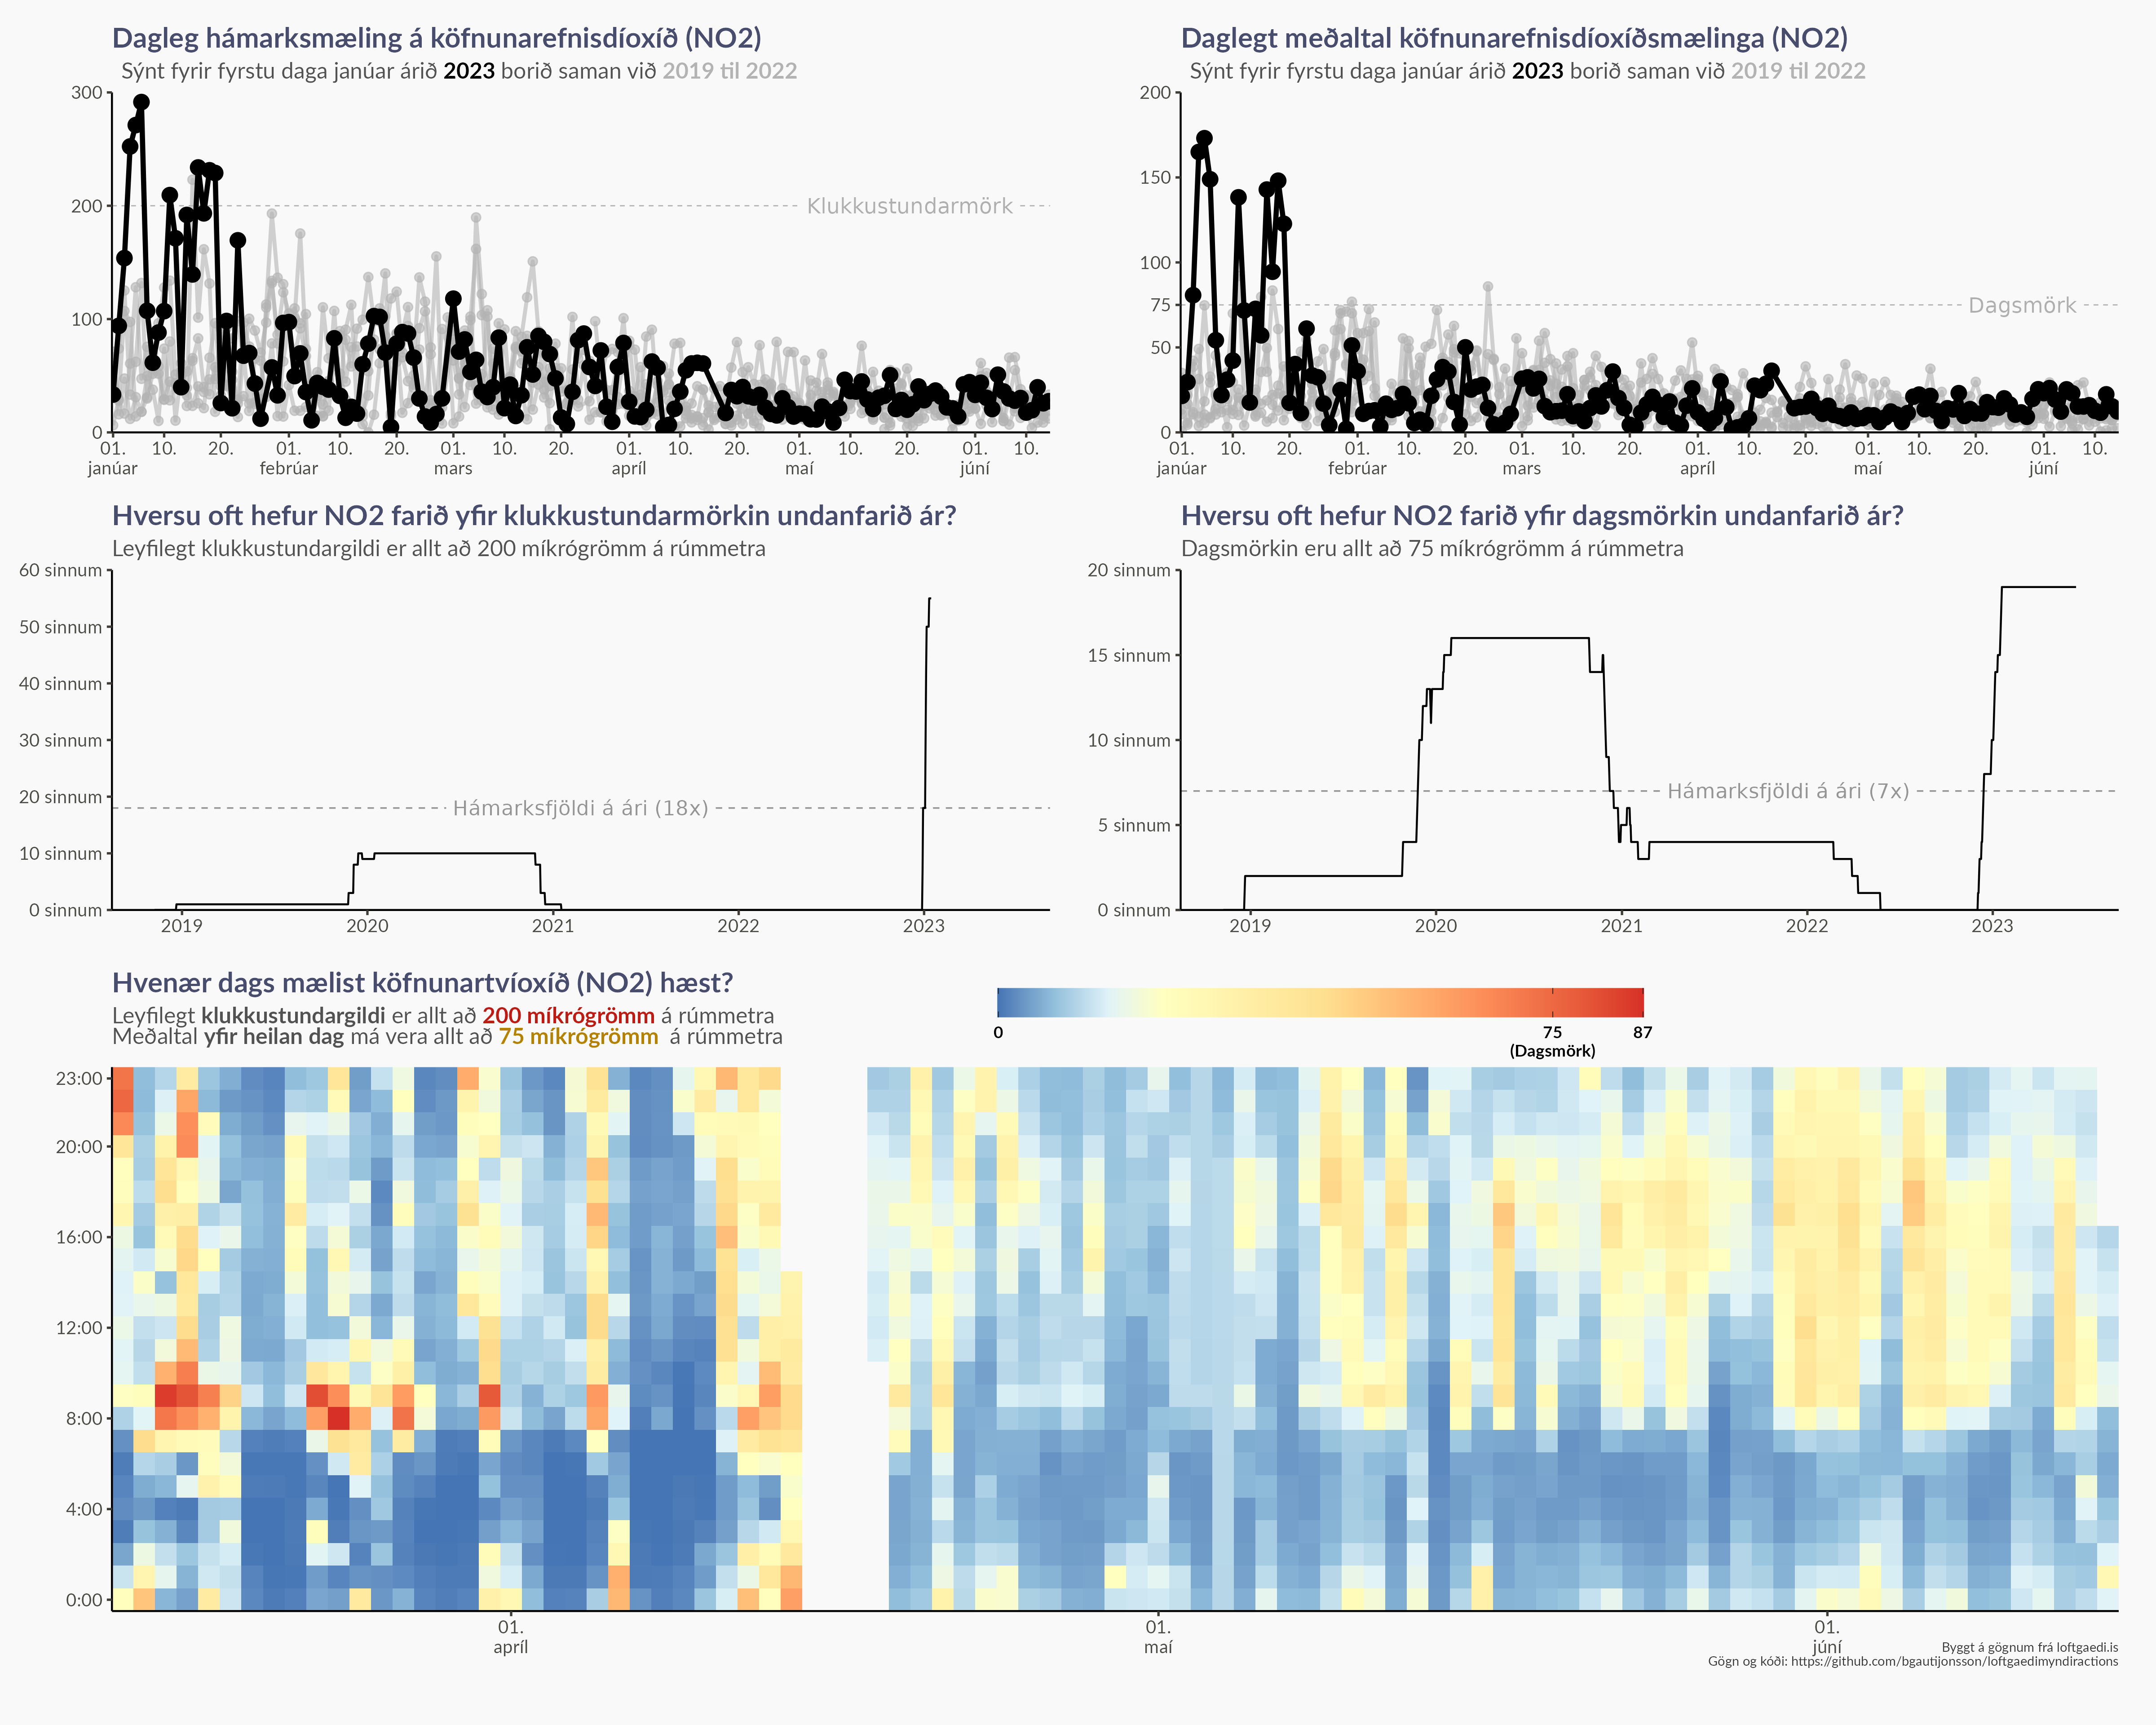 Dagleg hámarksmæling á köfnunarefnisdíoxíð (NO2)
Sýnt fyrir fyrstu daga janúar árið 2023 borið saman við 2019 til 2022
300
200
100
0
Klukkustundarmörk
01. 10. 20. 01. 10. 20. 01. 10. 20. 01. 10. 20. 01. 10. 20. 01. 10.
janúar febrúar mars apríl maí júní
Daglegt meðaltal köfnunarefnisdíoxíðsmælinga (NO2)
Sýnt fyrir fyrstu daga janúar árið 2023 borið saman við 2019 til 2022
200
150
100
75
50
0
Dagsmörk
01. 10. 20. 01. 10. 20. 01. 10. 20. 01. 10. 20. 01. 10. 20. 01. 10.
janúar febrúar mars apríl maí júní
Hversu oft hefur NO2 farið yfir klukkustundarmörkin undanfarið ár?
Leyfilegt klukkustundargildi er allt að 200 míkrógrömm á rúmmetra
60 sinnum
50 sinnum
40 sinnum
30 sinnum
20 sinnum
Hámarksfjöldi á ári (18x)
10 sinnum
0 sinnum
2019 2020 2021 2022 2023
Hversu oft hefur NO2 farið yfir dagsmörkin undanfarið ár?
Dagsmörkin eru allt að 75 míkrógrömm á rúmmetra
20 sinnum
15 sinnum
10 sinnum
Hámarksfjöldi á ári (7x)
5 sinnum
0 sinnum
2019 2020 2021 2022 2023
Hvenær dags mælist köfnunartvíoxíð (NO2) hæst?
Leyfilegt klukkustundargildi er allt að 200 míkrógrömm á rúmmetra
Meðaltal yfir heilan dag má vera allt að 75 míkrógrömm á rúmmetra
0 75 87
(Dagsmörk)
23:00
20:00
16:00
12:00
8:00
4:00
0:00
01. 01. 01.
apríl maí júní
Byggt á gögnum frá loftgaedi.is
Gögn og kóði: https://github.com/bgautijonsson/loftgaedimyndiractions